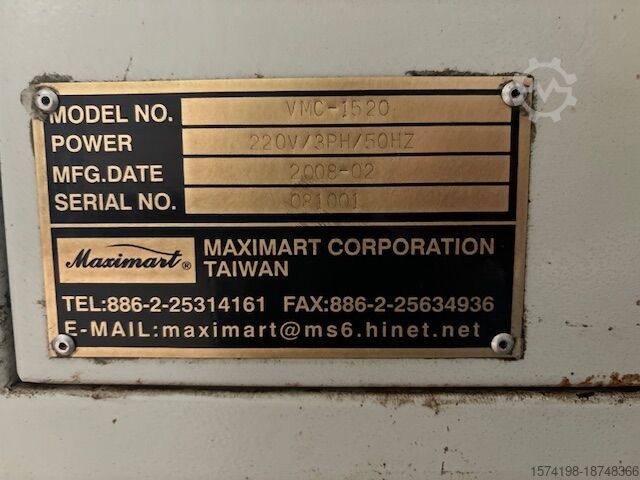 MODEL NO. VMC-1520
POWER 220V/3PH/50HZ
MFG.DATE 2008-02
SERIAL NO. 081001
Maximart®
MAXIMART CORPORATION
TAIWAN
TEL:886-2-25314161 FAX:886-2-25634936
E-MAIL:maximart@ms6.hinet.net
1574198-18748366